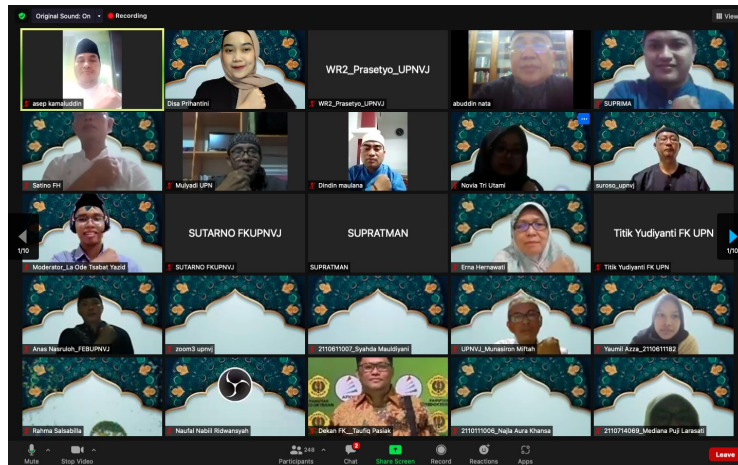 Original Sound: On
Recording
View
asep kamaluddin
Disa Prihantini
WR2_Prasetyo_UPNVJ
WR2_Prasetyo_UPNVJ
abuddin nata
SUPRIMA
Satino FH
Mulyadi UPN
Dindin maulana
Novia Tri Utami
suroso_upnvj
1/10
Moderator_La Ode Tsabat Yazid
SUTARNO FKUPNVJ
SUTARNO FKUPNVJ
SUPRATMAN
SUPRATMAN
Erna Hernawati
Titik Yudiyanti FK UPN
Titik Yudiyanti FK UPN
1/10
Anas Nasruloh_FEBUPNVJ
zoom3 upnvj
2110611007_Syahda Mauldiyani
UPNVJ_Munasiron Miftah
Yaumil Azza_2110611182
Rahma Salsabilla
Naufal Nabiil Ridwansyah
Dekan FK__Taufiq Pasiak
2110111006_Najla Aura Khansa
2110714069_Mediana Puji Larasati
Mute
Stop Video
Participants
248
Chat
2
Share Screen
Record
Reactions
Apps
Leave